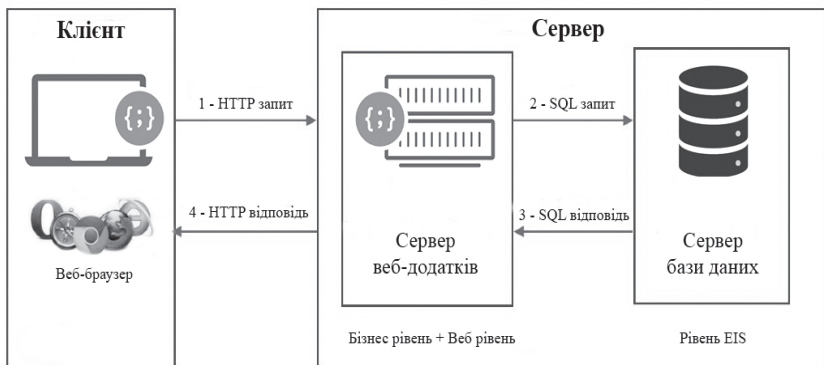 Клієнт
{;}
Веб-браузер
1 - HTTP запит
4 - HTTP відповідь
Сервер
{;}
Сервер
веб-додатків
2 - SQL запит
3 - SQL відповідь
Сервер
бази даних
Бізнес рівень + Веб рівень
Рівень EIS